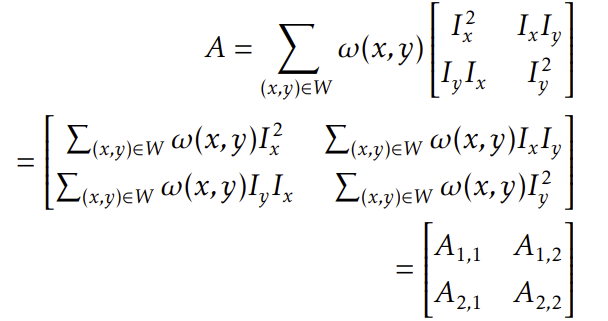 A = ∑_{(x,y)∈W} ω(x,y) [ I_x^2 I_xI_y ; I_yI_x I_y^2 ]
= [ ∑_{(x,y)∈W} ω(x,y)I_x^2 ∑_{(x,y)∈W} ω(x,y)I_xI_y ; ∑_{(x,y)∈W} ω(x,y)I_yI_x ∑_{(x,y)∈W} ω(x,y)I_y^2 ]
= [ A_{1,1} A_{1,2} ; A_{2,1} A_{2,2} ]